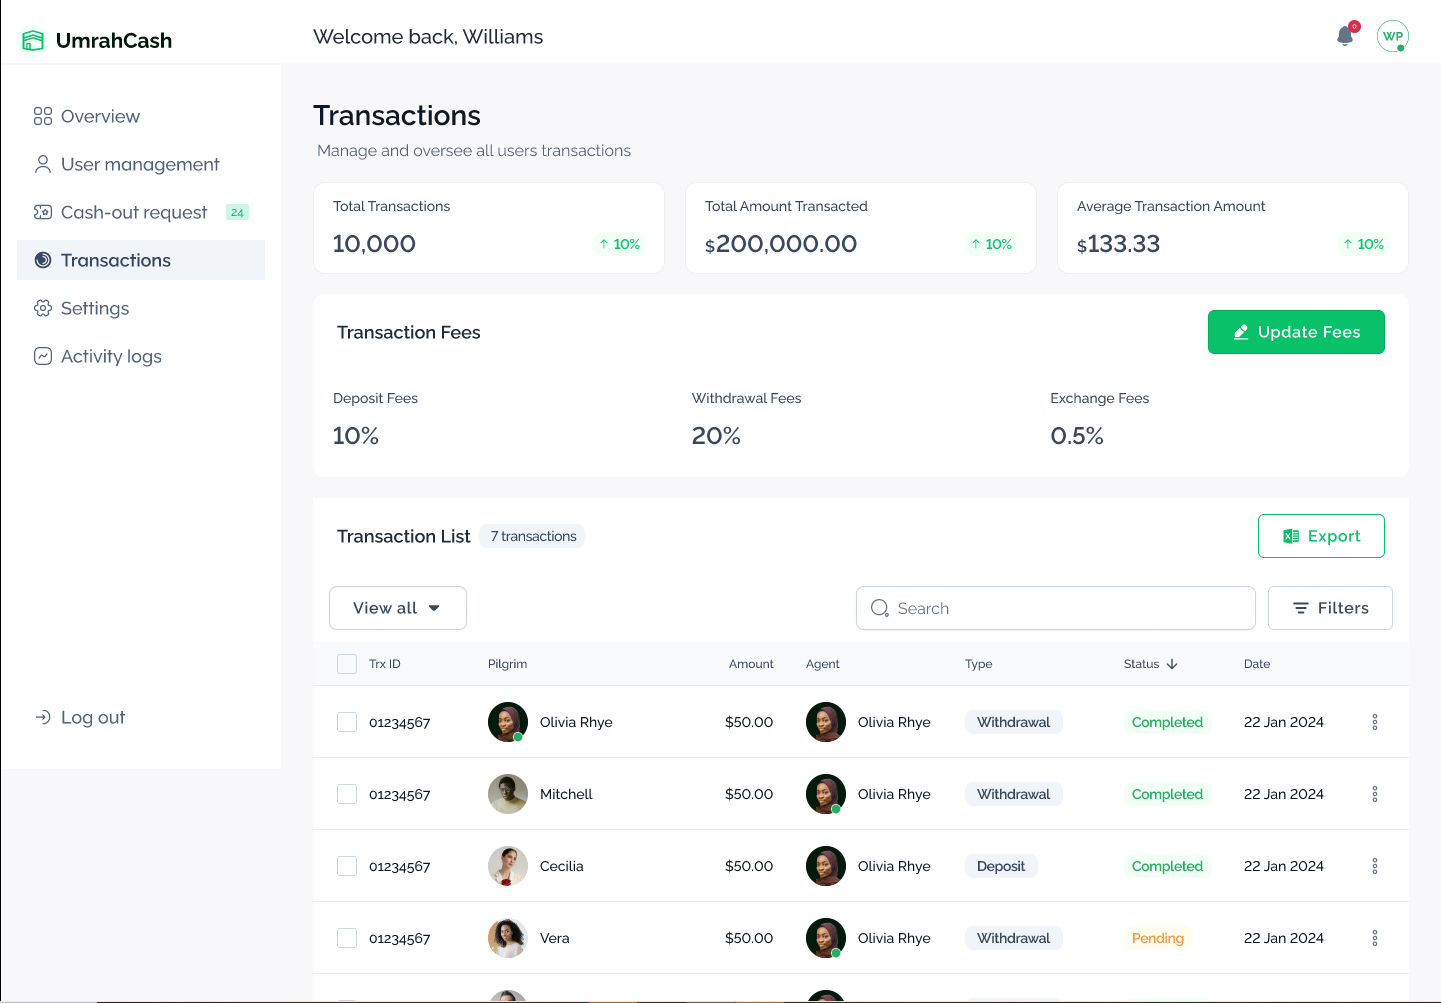 UmrahCash
Welcome back, Williams
0
WP
Overview
User management
Cash-out request 24
Transactions
Settings
Activity logs
Log out
Transactions
Manage and oversee all users transactions
Total Transactions
10,000
↑ 10%
Total Amount Transacted
$200,000.00
↑ 10%
Average Transaction Amount
$133.33
↑ 10%
Transaction Fees
Update Fees
Deposit Fees
10%
Withdrawal Fees
20%
Exchange Fees
0.5%
Transaction List 7 transactions
Export
View all
Search
Filters
Trx ID Pilgrim Amount Agent Type Status ↓ Date
01234567 Olivia Rhye $50.00 Olivia Rhye Withdrawal Completed 22 Jan 2024
01234567 Mitchell $50.00 Olivia Rhye Withdrawal Completed 22 Jan 2024
01234567 Cecilia $50.00 Olivia Rhye Deposit Completed 22 Jan 2024
01234567 Vera $50.00 Olivia Rhye Withdrawal Pending 22 Jan 2024